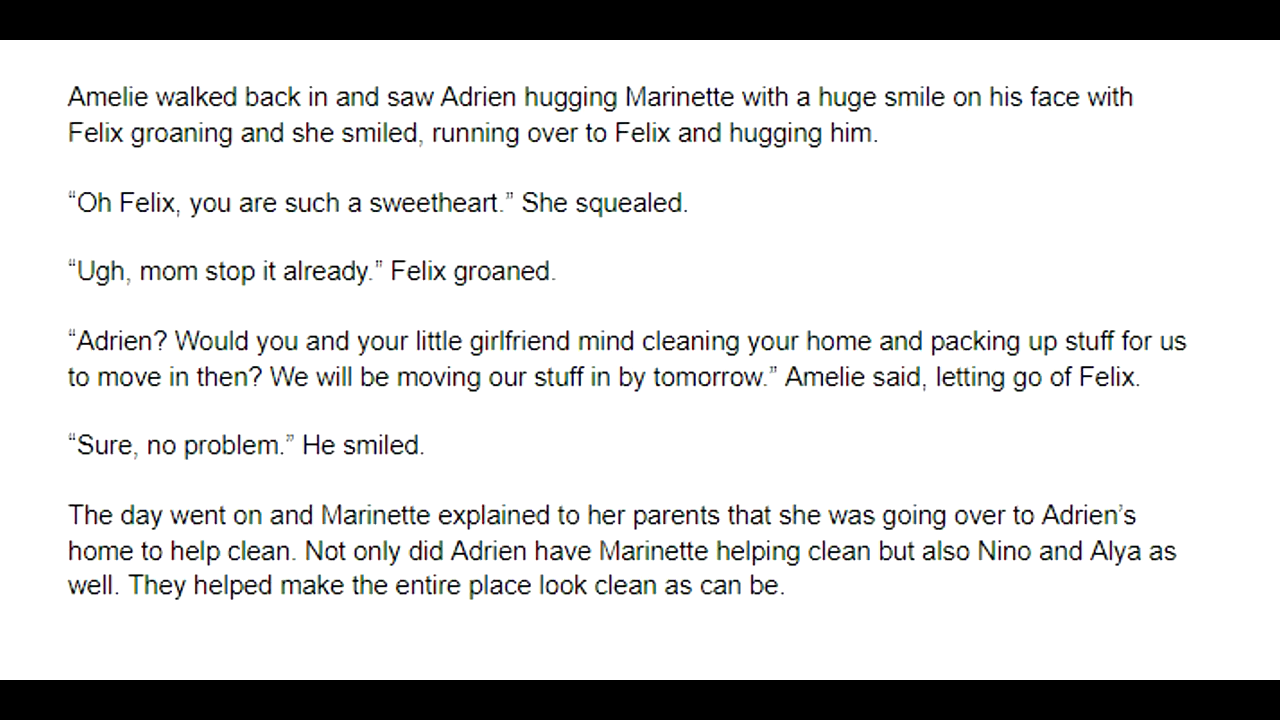 Amelie walked back in and saw Adrien hugging Marinette with a huge smile on his face with
Felix groaning and she smiled, running over to Felix and hugging him.
“Oh Felix, you are such a sweetheart.” She squealed.
“Ugh, mom stop it already.” Felix groaned.
“Adrien? Would you and your little girlfriend mind cleaning your home and packing up stuff for us
to move in then? We will be moving our stuff in by tomorrow.” Amelie said, letting go of Felix.
“Sure, no problem.” He smiled.
The day went on and Marinette explained to her parents that she was going over to Adrien’s
home to help clean. Not only did Adrien have Marinette helping clean but also Nino and Alya as
well. They helped make the entire place look clean as can be.